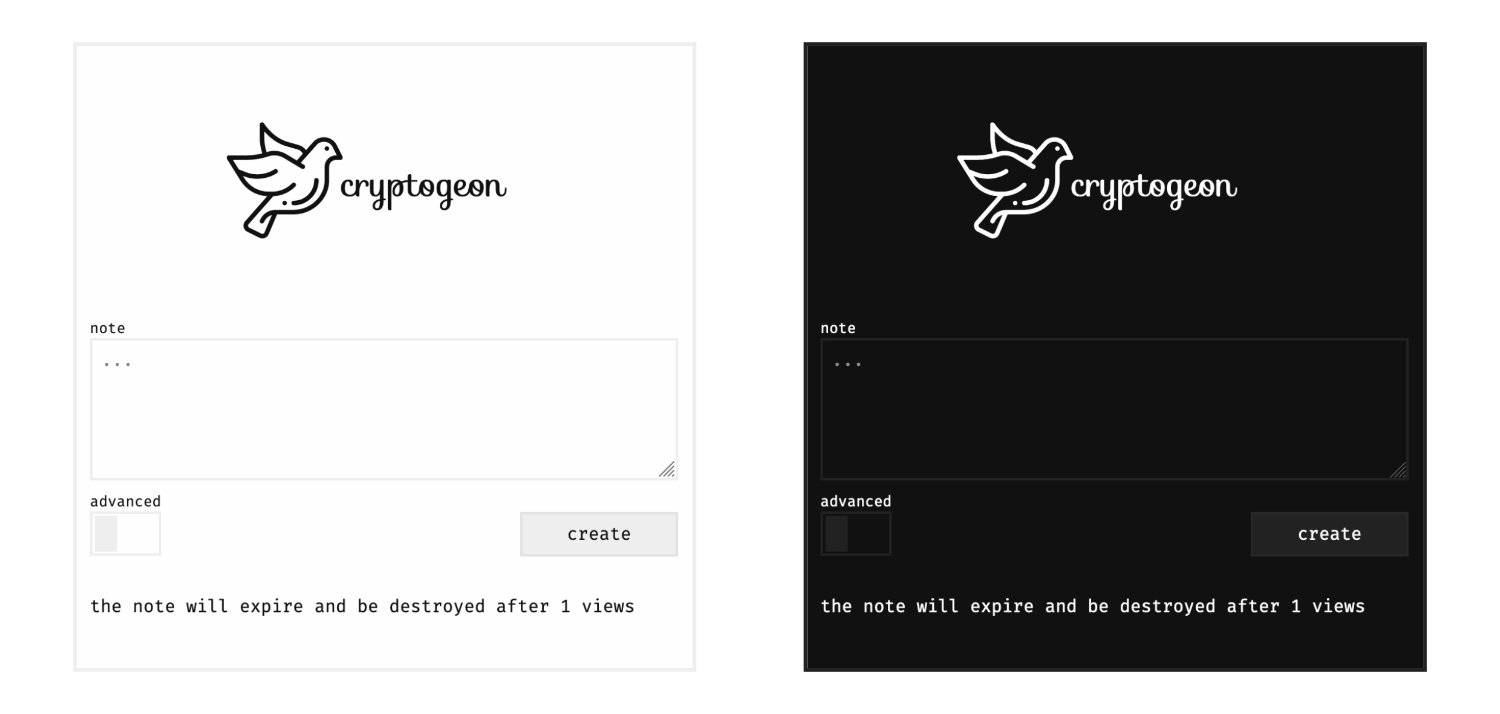 cryptogeon
note
...
advanced
create
the note will expire and be destroyed after 1 views
cryptogeon
note
...
advanced
create
the note will expire and be destroyed after 1 views